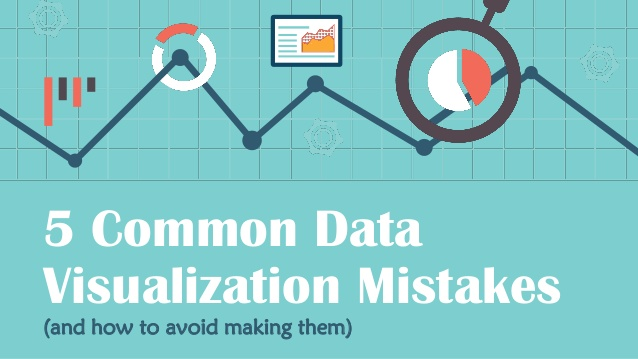 5 Common Data
Visualization Mistakes
(and how to avoid making them)